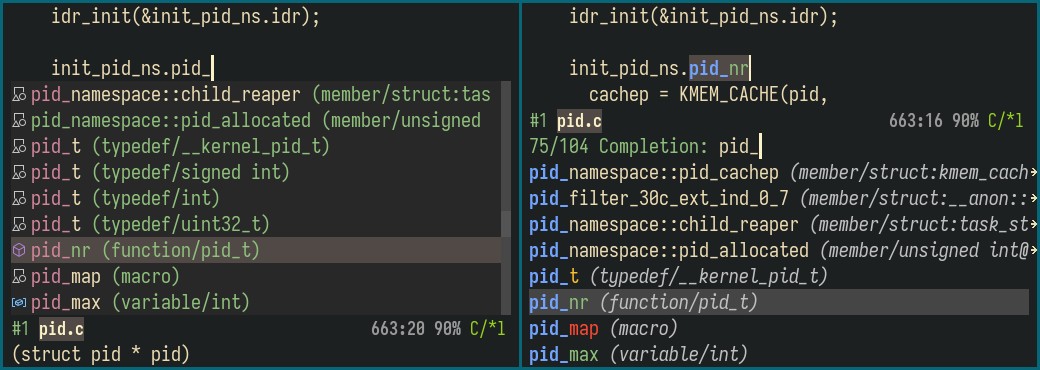 idr_init(&init_pid_ns.idr);
init_pid_ns.pid_
pid_namespace::child_reaper (member/struct:tas
pid_namespace::pid_allocated (member/unsigned
pid_t (typedef/__kernel_pid_t)
pid_t (typedef/signed int)
pid_t (typedef/int)
pid_t (typedef/uint32_t)
pid_nr (function/pid_t)
pid_map (macro)
pid_max (variable/int)
#1 pid.c 663:20 90% C/*l
(struct pid * pid)
idr_init(&init_pid_ns.idr);
init_pid_ns.pid_nr
cachep = KMEM_CACHE(pid,
#1 pid.c 663:16 90% C/*l
75/104 Completion: pid_
pid_namespace::pid_cachep (member/struct:kmem_cach→
pid_filter_30c_ext_ind_0_7 (member/struct:__anon::→
pid_namespace::child_reaper (member/struct:task_st→
pid_namespace::pid_allocated (member/unsigned int@→
pid_t (typedef/__kernel_pid_t)
pid_nr (function/pid_t)
pid_map (macro)
pid_max (variable/int)